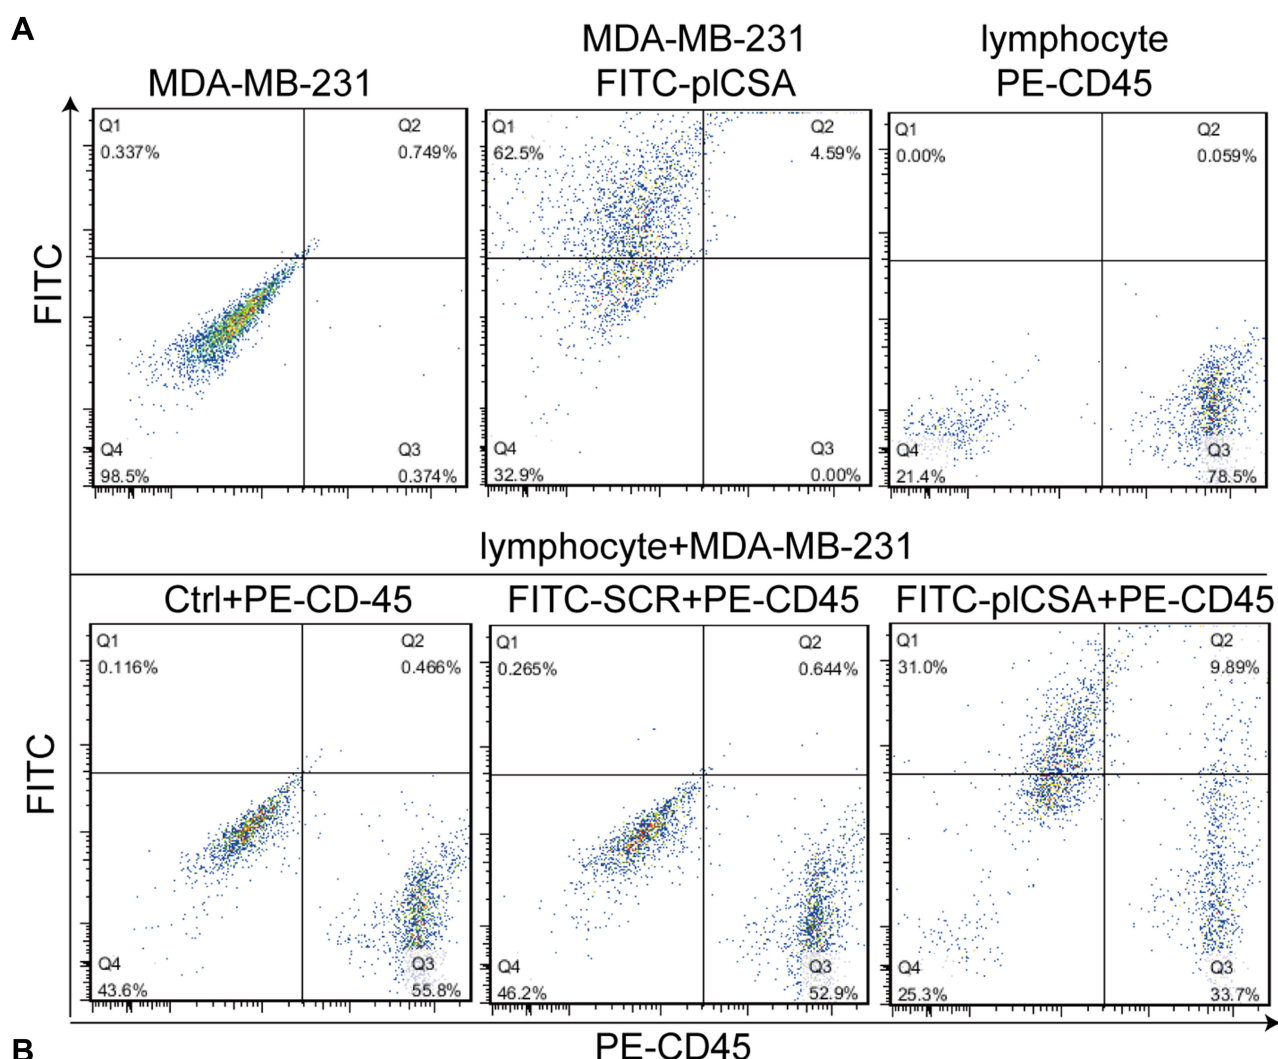 A
MDA-MB-231
MDA-MB-231
FITC-plCSA
lymphocyte
PE-CD45
FITC
Q1
0.337%
Q2
0.749%
Q4
98.5%
Q3
0.374%
Q1
62.5%
Q2
4.59%
Q4
32.9%
Q3
0.00%
Q1
0.00%
Q2
0.059%
Q4
21.4%
Q3
78.5%
lymphocyte+MDA-MB-231
Ctrl+PE-CD-45
FITC-SCR+PE-CD45
FITC-plCSA+PE-CD45
FITC
Q1
0.116%
Q2
0.466%
Q4
43.6%
Q3
55.8%
Q1
0.265%
Q2
0.644%
Q4
46.2%
Q3
52.9%
Q1
31.0%
Q2
9.89%
Q4
25.3%
Q3
33.7%
PE-CD45
B